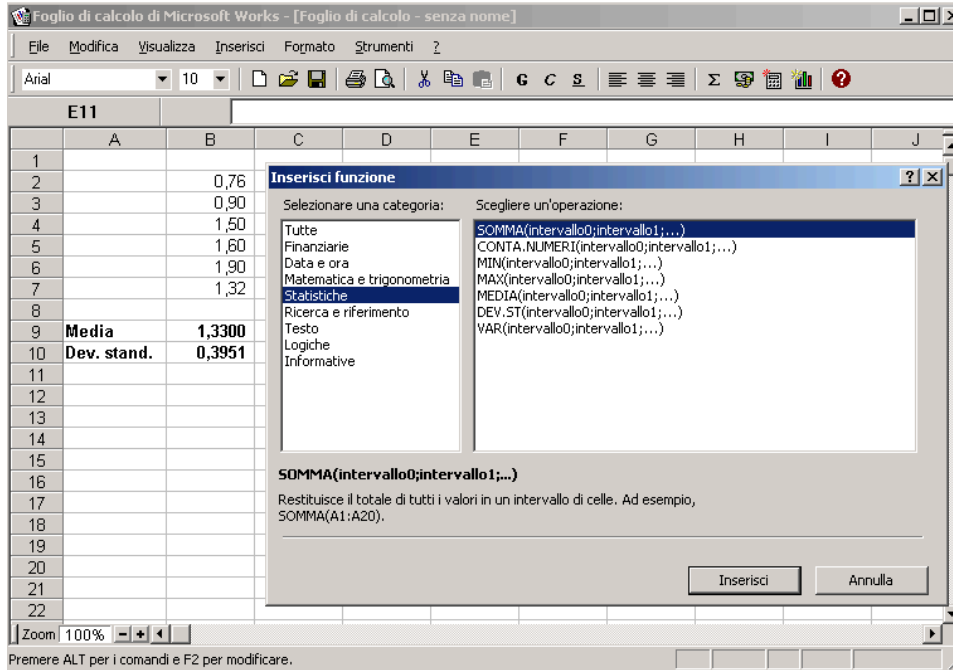 Foglio di calcolo di Microsoft Works - [Foglio di calcolo - senza nome]
File Modifica Visualizza Inserisci Formato Strumenti ?
Arial 10 G C S Σ ?
E11
A B C D E F G H I J
1
2 0,76
3 0,90
4 1,50
5 1,60
6 1,90
7 1,32
8
9 Media 1,3300
10 Dev. stand. 0,3951
11
12
13
14
15
16
17
18
19
20
21
22
Inserisci funzione
Selezionare una categoria:
Tutte
Finanziarie
Data e ora
Matematica e trigonometria
Statistiche
Ricerca e riferimento
Testo
Logiche
Informative
Scegliere un'operazione:
SOMMA(intervallo0;intervallo1;...)
CONTA.NUMERI(intervallo0;intervallo1;...)
MIN(intervallo0;intervallo1;...)
MAX(intervallo0;intervallo1;...)
MEDIA(intervallo0;intervallo1;...)
DEV.ST(intervallo0;intervallo1;...)
VAR(intervallo0;intervallo1;...)
SOMMA(intervallo0;intervallo1;...)
Restituisce il totale di tutti i valori in un intervallo di celle. Ad esempio,
SOMMA(A1:A20).
Inserisci Annulla
Zoom 100%
Premere ALT per i comandi e F2 per modificare.